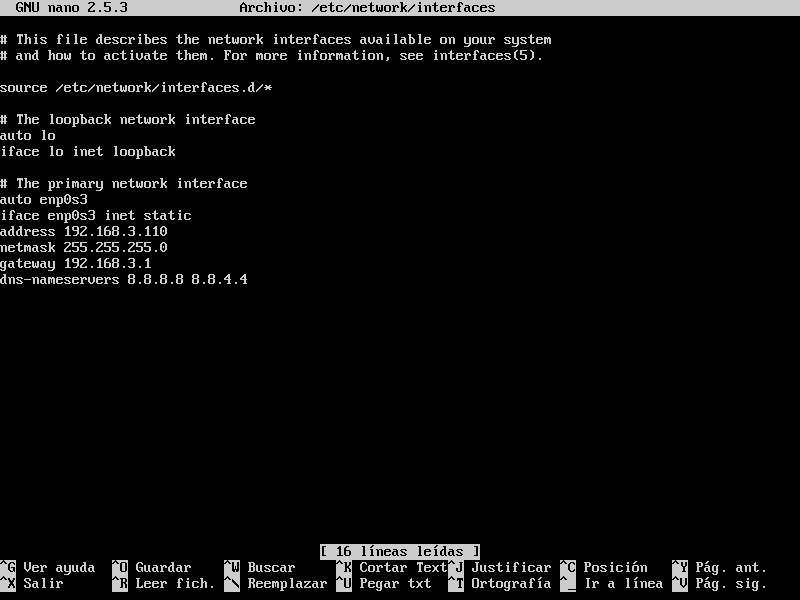 GNU nano 2.5.3 Archivo: /etc/network/interfaces
# This file describes the network interfaces available on your system
# and how to activate them. For more information, see interfaces(5).
source /etc/network/interfaces.d/*
# The loopback network interface
auto lo
iface lo inet loopback
# The primary network interface
auto enp0s3
iface enp0s3 inet static
address 192.168.3.110
netmask 255.255.255.0
gateway 192.168.3.1
dns-nameservers 8.8.8.8 8.8.4.4
[ 16 líneas leídas ]
^G Ver ayuda ^O Guardar ^W Buscar ^K Cortar Text^J Justificar ^C Posición ^Y Pág. ant.
^X Salir ^R Leer fich. ^\ Reemplazar ^U Pegar txt ^T Ortografía ^_ Ir a línea ^V Pág. sig.